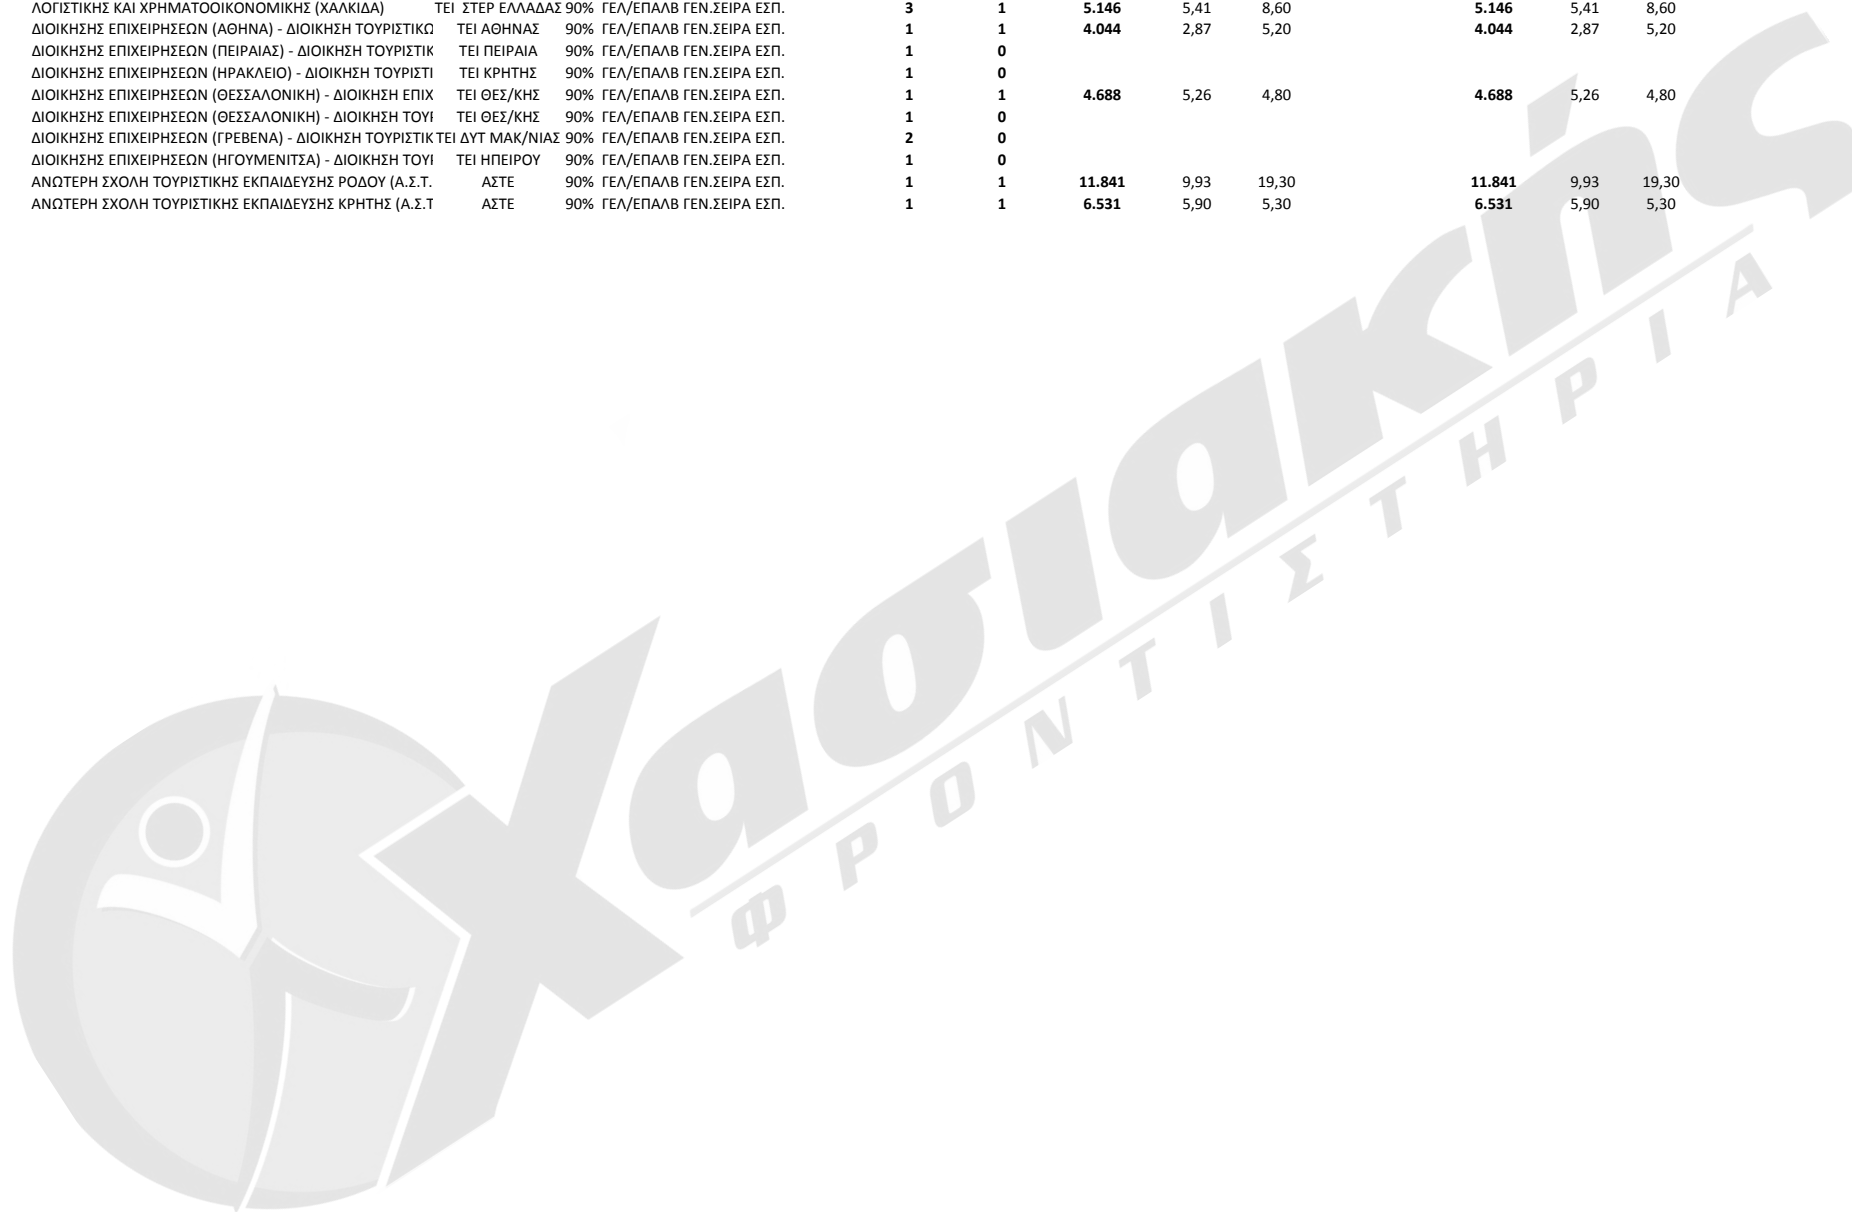 ΛΟΓΙΣΤΙΚΗΣ ΚΑΙ ΧΡΗΜΑΤΟΟΙΚΟΝΟΜΙΚΗΣ (ΧΑΛΚΙΔΑ) ΤΕΙ ΣΤΕΡ ΕΛΛΑΔΑΣ 90% ΓΕΛ/ΕΠΑΛΒ ΓΕΝ.ΣΕΙΡΑ ΕΣΠ. 3 1 5.146 5,41 8,60 5.146 5,41 8,60
ΔΙΟΙΚΗΣΗΣ ΕΠΙΧΕΙΡΗΣΕΩΝ (ΑΘΗΝΑ) - ΔΙΟΙΚΗΣΗ ΤΟΥΡΙΣΤΙΚΩ ΤΕΙ ΑΘΗΝΑΣ 90% ΓΕΛ/ΕΠΑΛΒ ΓΕΝ.ΣΕΙΡΑ ΕΣΠ. 1 1 4.044 2,87 5,20 4.044 2,87 5,20
ΔΙΟΙΚΗΣΗΣ ΕΠΙΧΕΙΡΗΣΕΩΝ (ΠΕΙΡΑΙΑΣ) - ΔΙΟΙΚΗΣΗ ΤΟΥΡΙΣΤΙΚ ΤΕΙ ΠΕΙΡΑΙΑ 90% ΓΕΛ/ΕΠΑΛΒ ΓΕΝ.ΣΕΙΡΑ ΕΣΠ. 1 0
ΔΙΟΙΚΗΣΗΣ ΕΠΙΧΕΙΡΗΣΕΩΝ (ΗΡΑΚΛΕΙΟ) - ΔΙΟΙΚΗΣΗ ΤΟΥΡΙΣΤΙ ΤΕΙ ΚΡΗΤΗΣ 90% ΓΕΛ/ΕΠΑΛΒ ΓΕΝ.ΣΕΙΡΑ ΕΣΠ. 1 0
ΔΙΟΙΚΗΣΗΣ ΕΠΙΧΕΙΡΗΣΕΩΝ (ΘΕΣΣΑΛΟΝΙΚΗ) - ΔΙΟΙΚΗΣΗ ΕΠΙΧ ΤΕΙ ΘΕΣ/ΚΗΣ 90% ΓΕΛ/ΕΠΑΛΒ ΓΕΝ.ΣΕΙΡΑ ΕΣΠ. 1 1 4.688 5,26 4,80 4.688 5,26 4,80
ΔΙΟΙΚΗΣΗΣ ΕΠΙΧΕΙΡΗΣΕΩΝ (ΘΕΣΣΑΛΟΝΙΚΗ) - ΔΙΟΙΚΗΣΗ ΤΟΥΡ ΤΕΙ ΘΕΣ/ΚΗΣ 90% ΓΕΛ/ΕΠΑΛΒ ΓΕΝ.ΣΕΙΡΑ ΕΣΠ. 1 0
ΔΙΟΙΚΗΣΗΣ ΕΠΙΧΕΙΡΗΣΕΩΝ (ΓΡΕΒΕΝΑ) - ΔΙΟΙΚΗΣΗ ΤΟΥΡΙΣΤΙΚ ΤΕΙ ΔΥΤ ΜΑΚ/ΝΙΑΣ 90% ΓΕΛ/ΕΠΑΛΒ ΓΕΝ.ΣΕΙΡΑ ΕΣΠ. 2 0
ΔΙΟΙΚΗΣΗΣ ΕΠΙΧΕΙΡΗΣΕΩΝ (ΗΓΟΥΜΕΝΙΤΣΑ) - ΔΙΟΙΚΗΣΗ ΤΟΥΡ ΤΕΙ ΗΠΕΙΡΟΥ 90% ΓΕΛ/ΕΠΑΛΒ ΓΕΝ.ΣΕΙΡΑ ΕΣΠ. 1 0
ΑΝΩΤΕΡΗ ΣΧΟΛΗ ΤΟΥΡΙΣΤΙΚΗΣ ΕΚΠΑΙΔΕΥΣΗΣ ΡΟΔΟΥ (Α.Σ.Τ. ΑΣΤΕ 90% ΓΕΛ/ΕΠΑΛΒ ΓΕΝ.ΣΕΙΡΑ ΕΣΠ. 1 1 11.841 9,93 19,30 11.841 9,93 19,30
ΑΝΩΤΕΡΗ ΣΧΟΛΗ ΤΟΥΡΙΣΤΙΚΗΣ ΕΚΠΑΙΔΕΥΣΗΣ ΚΡΗΤΗΣ (Α.Σ.Τ ΑΣΤΕ 90% ΓΕΛ/ΕΠΑΛΒ ΓΕΝ.ΣΕΙΡΑ ΕΣΠ. 1 1 6.531 5,90 5,30 6.531 5,90 5,30
Χασιακής
ΦΡΟΝΤΙΣΤΗΡΙΑ